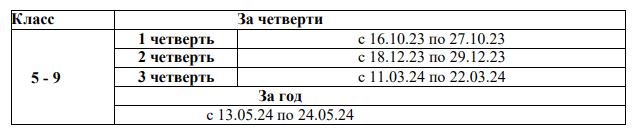 Класс За четверти
1 четверть с 16.10.23 по 27.10.23
2 четверть с 18.12.23 по 29.12.23
5 - 9 3 четверть с 11.03.24 по 22.03.24
За год
с 13.05.24 по 24.05.24